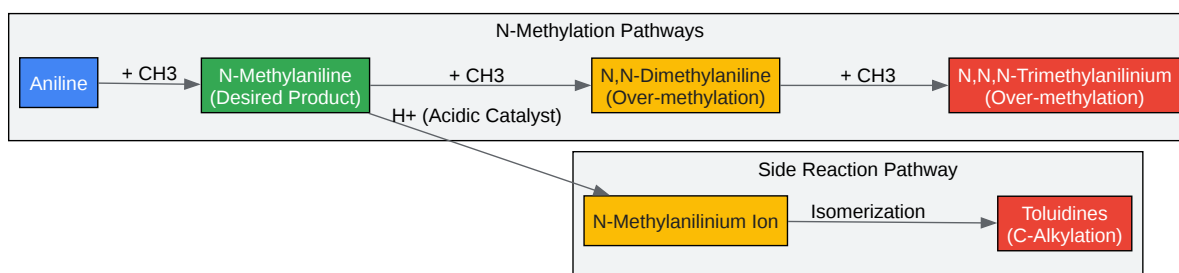 N-Methylation Pathways
Aniline
+ CH3
N-Methylaniline
(Desired Product)
+ CH3
N,N-Dimethylaniline
(Over-methylation)
+ CH3
N,N,N-Trimethylanilinium
(Over-methylation)
H+ (Acidic Catalyst)
Side Reaction Pathway
N-Methylanilinium Ion
Isomerization
Toluidines
(C-Alkylation)